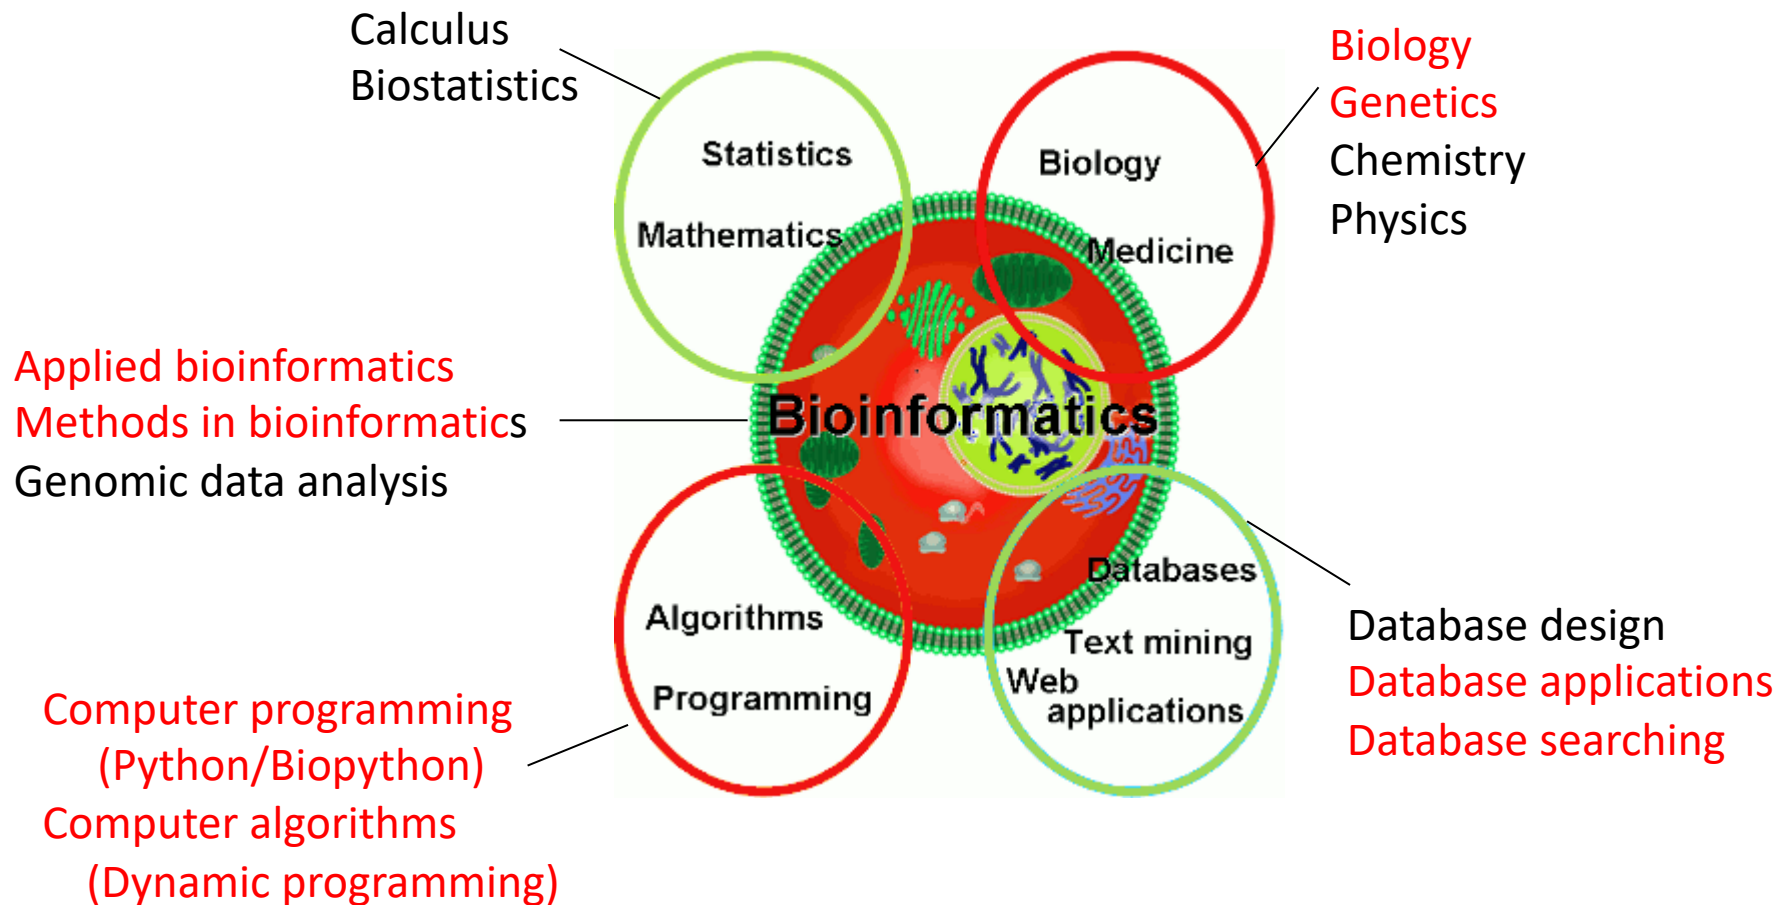 Calculus
Biostatistics
Statistics
Mathematics
Biology
Medicine
Biology
Genetics
Chemistry
Physics
Applied bioinformatics
Methods in bioinformatics
Genomic data analysis
Bioinformatics
Algorithms
Programming
Databases
Text mining
Web
applications
Computer programming
(Python/Biopython)
Computer algorithms
(Dynamic programming)
Database design
Database applications
Database searching